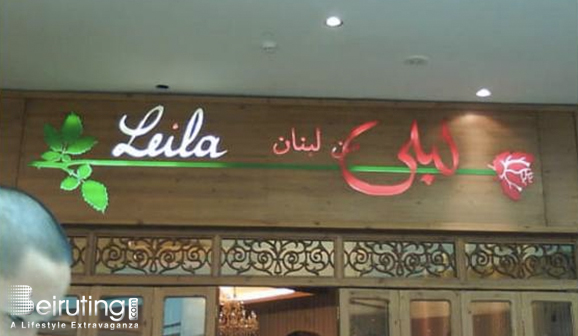 Leila
ليلى
من لبنان
Beiruting.com
A Lifestyle Extravaganza